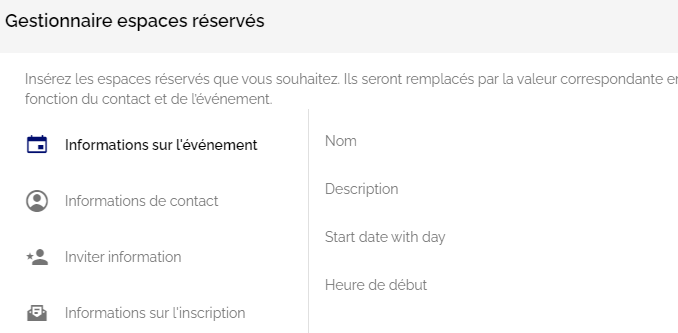 Gestionnaire espaces réservés
Insérez les espaces réservés que vous souhaitez. Ils seront remplacés par la valeur correspondante
fonction du contact et de l'événement.
Informations sur l'événement
Informations de contact
Inviter information
Informations sur l'inscription
Nom
Description
Start date with day
Heure de début